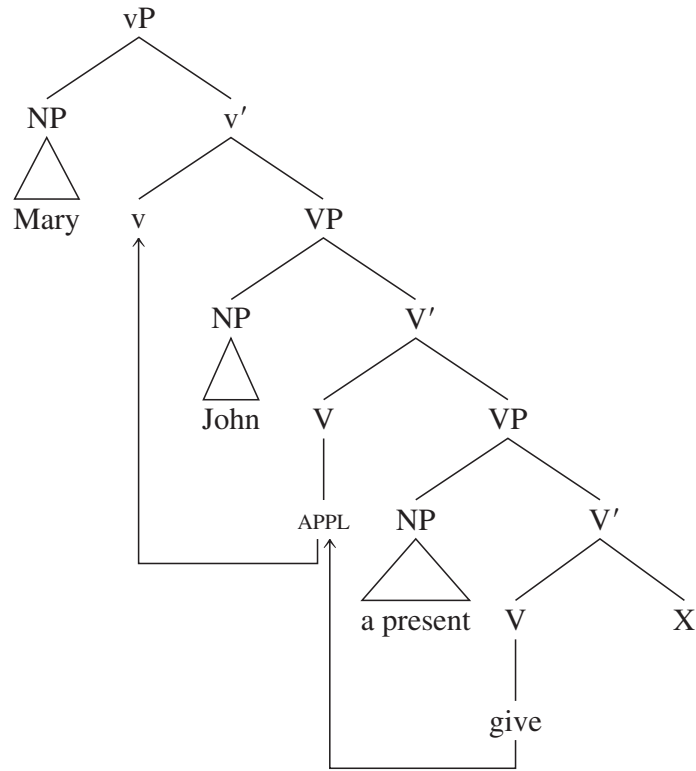 vP
NP v′
Mary v VP
NP V′
John V VP
APPL NP V′
a present V X
give